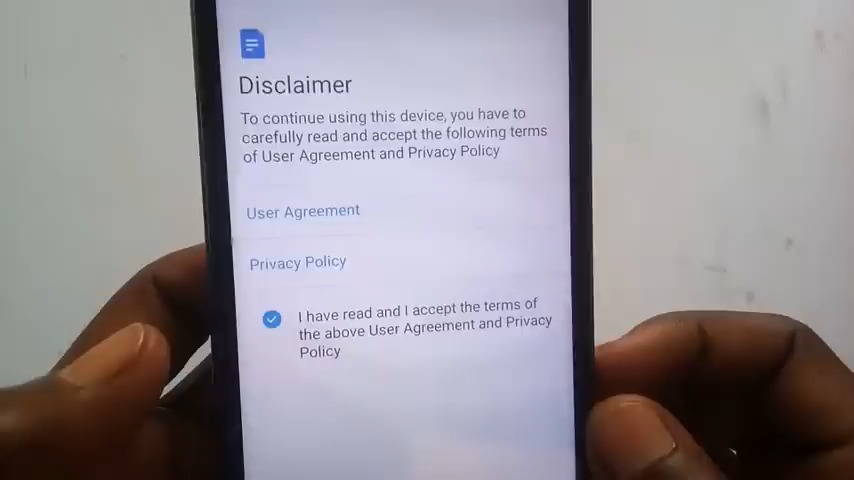 Disclaimer
To continue using this device, you have to
carefully read and accept the following terms
of User Agreement and Privacy Policy
User Agreement
Privacy Policy
I have read and I accept the terms of
the above User Agreement and Privacy
Policy